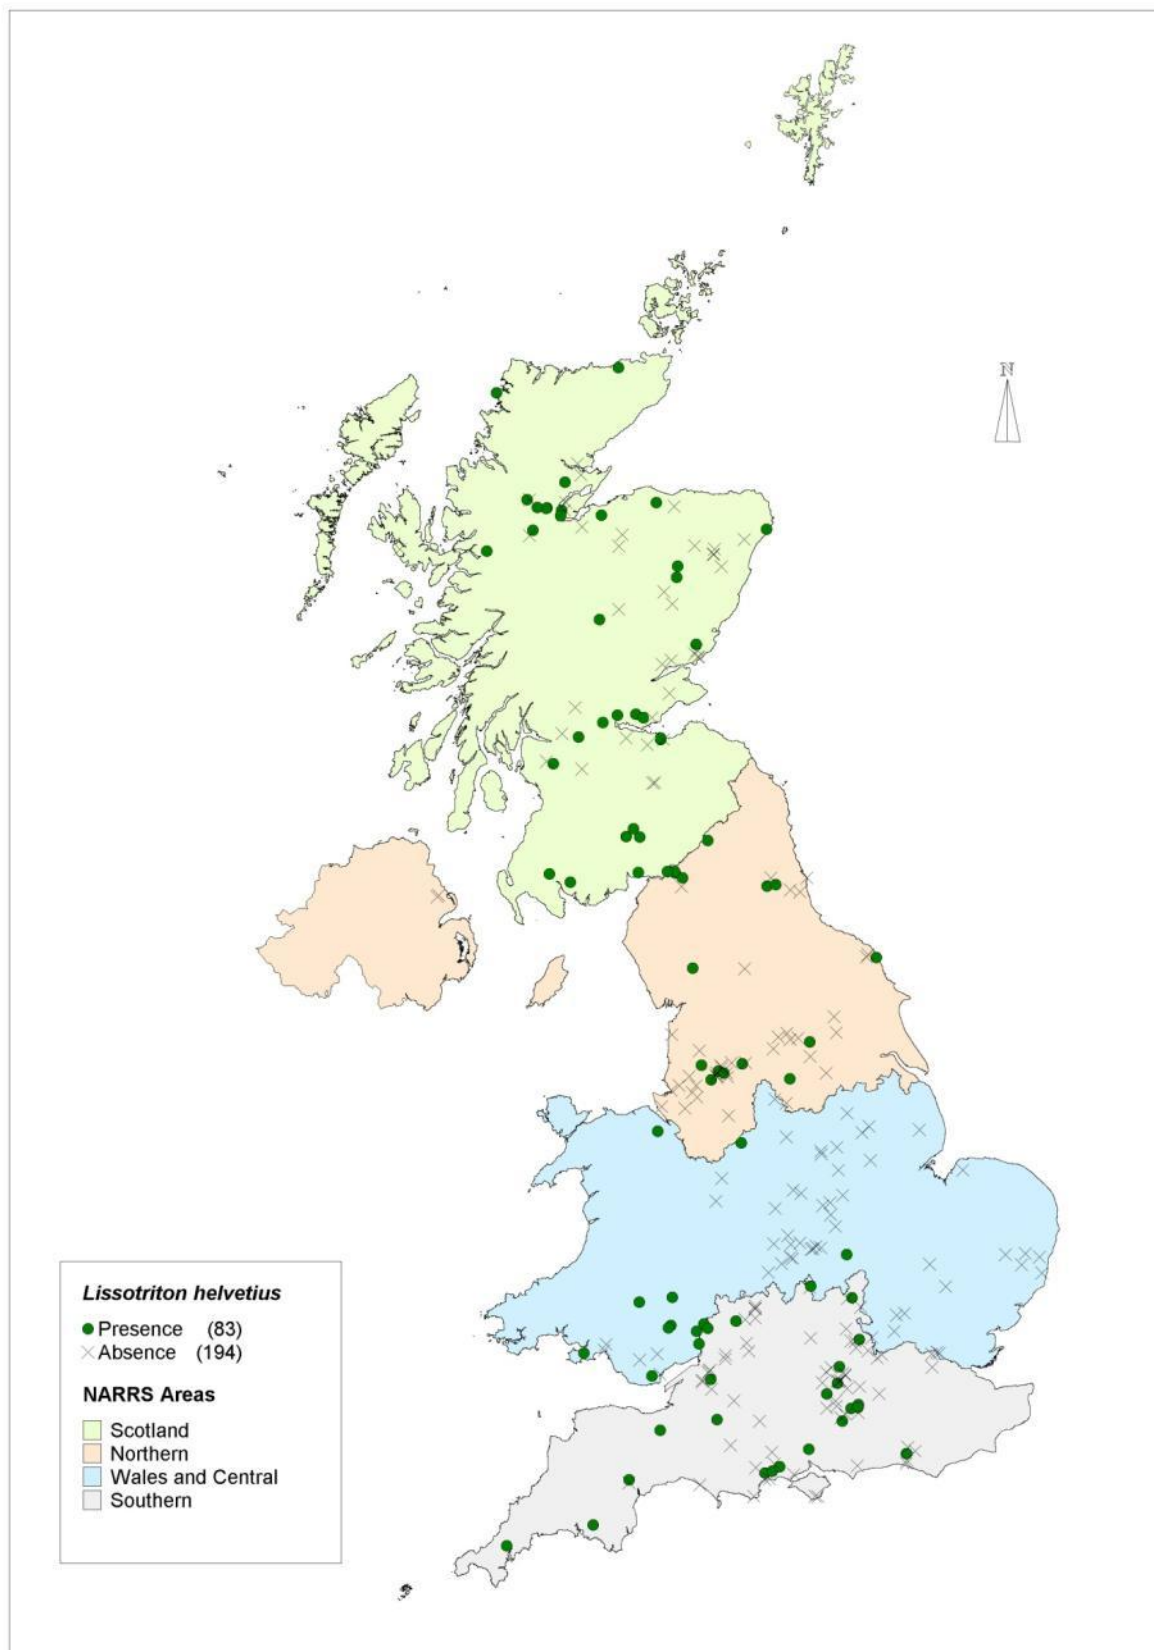 N
Lissotriton helvetius
Presence (83)
Absence (194)
NARRS Areas
Scotland
Northern
Wales and Central
Southern